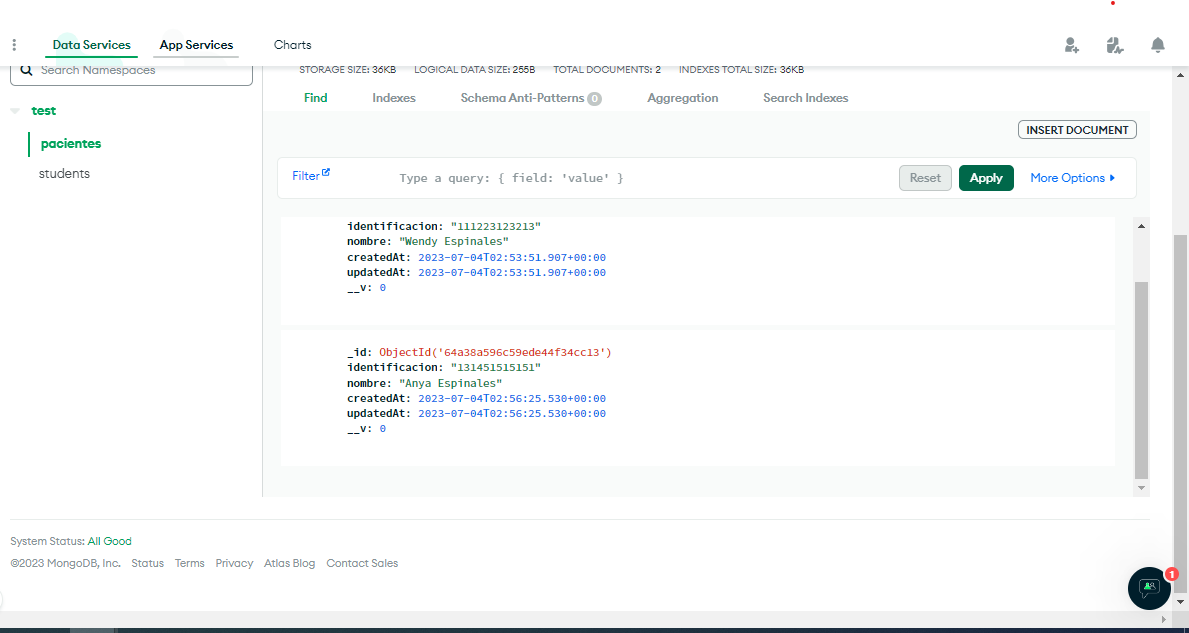 Data Services App Services Charts
Search Namespaces
STORAGE SIZE: 36KB LOGICAL DATA SIZE: 255B TOTAL DOCUMENTS: 2 INDEXES TOTAL SIZE: 36KB
test
pacientes
students
Find Indexes Schema Anti-Patterns 0 Aggregation Search Indexes
INSERT DOCUMENT
Filter Type a query: { field: 'value' } Reset Apply More Options
identificacion: "111223123213"
nombre: "Wendy Espinales"
createdAt: 2023-07-04T02:53:51.907+00:00
updatedAt: 2023-07-04T02:53:51.907+00:00
__v: 0
_id: ObjectId('64a38a596c59ede44f34cc13')
identificacion: "131451515151"
nombre: "Anya Espinales"
createdAt: 2023-07-04T02:56:25.530+00:00
updatedAt: 2023-07-04T02:56:25.530+00:00
__v: 0
System Status: All Good
©2023 MongoDB, Inc. Status Terms Privacy Atlas Blog Contact Sales
1